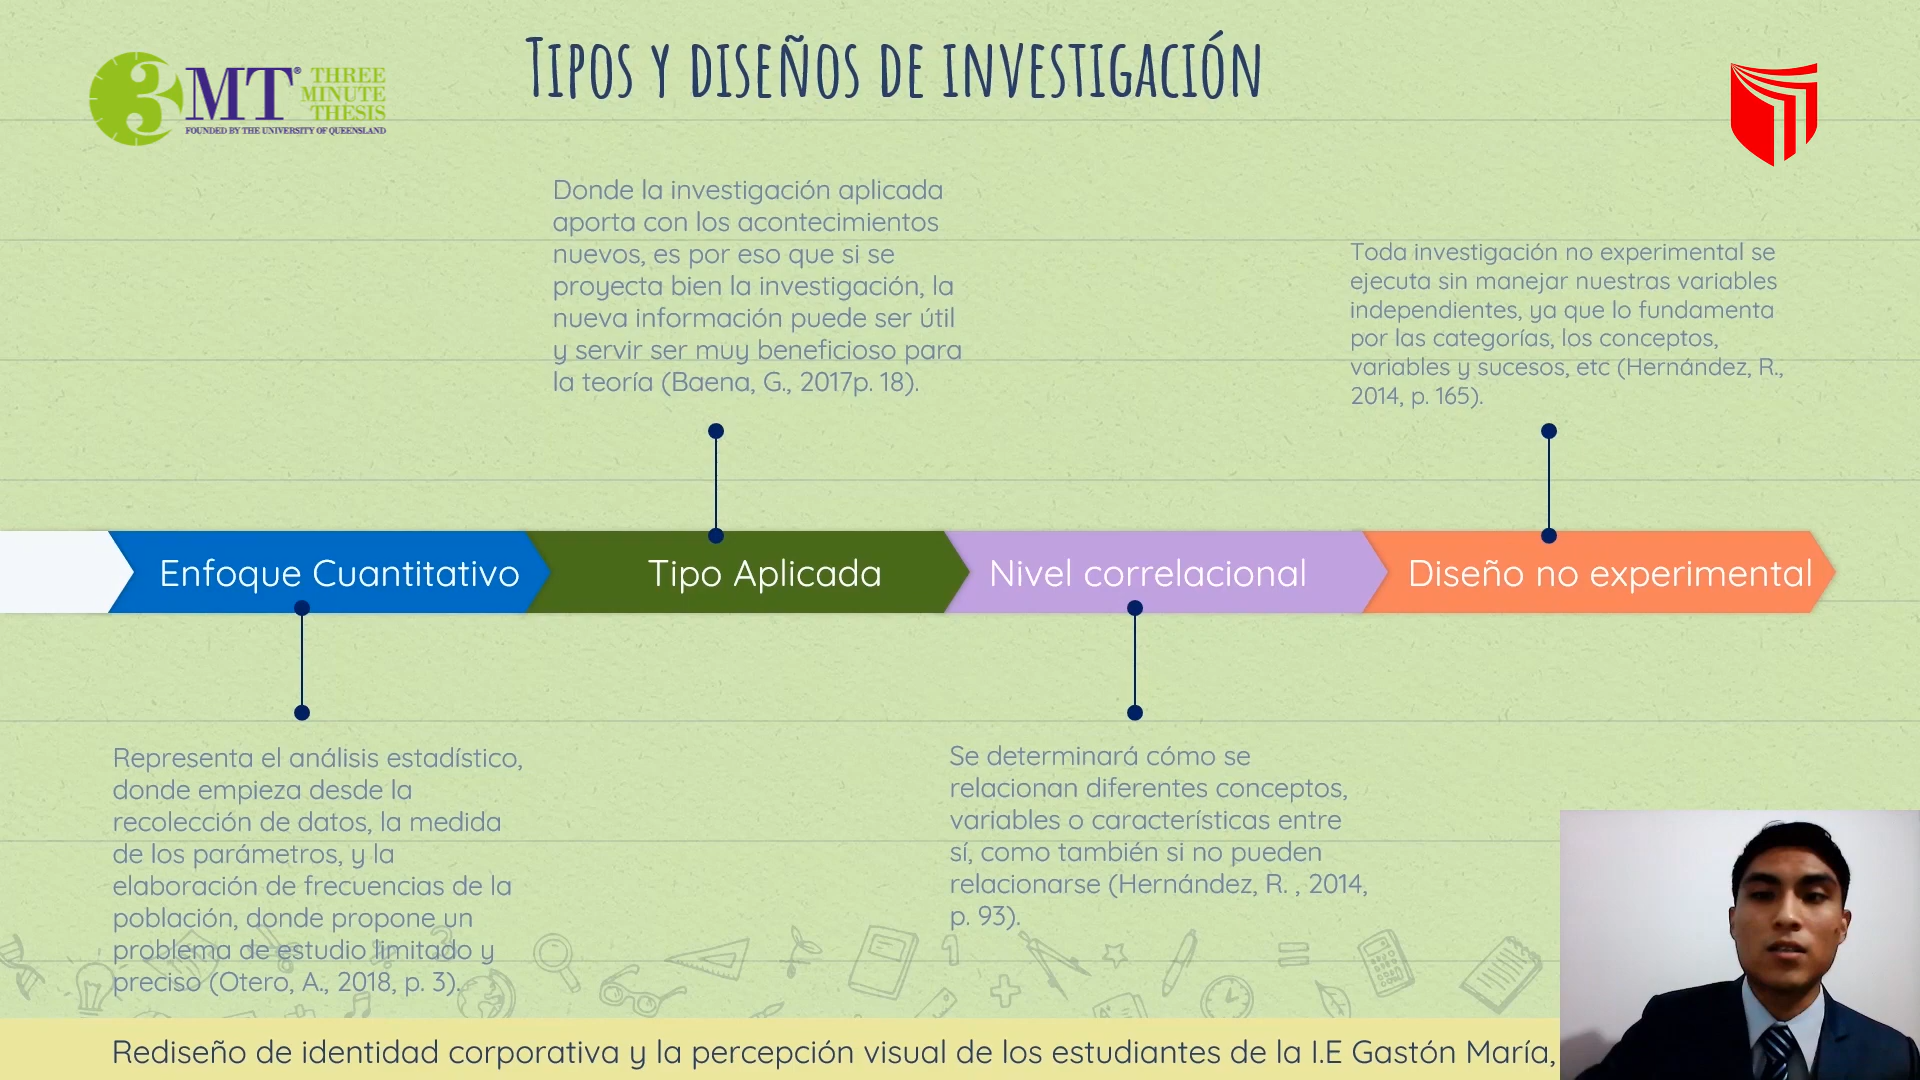 Tipos y diseños de investigación
3MT® THREE
MINUTE
THESIS
FOUNDED BY THE UNIVERSITY OF QUEENSLAND
Donde la investigación aplicada
aporta con los acontecimientos
nuevos, es por eso que si se
proyecta bien la investigación, la
nueva información puede ser útil
y servir ser muy beneficioso para
la teoría (Baena, G., 2017p. 18).
Toda investigación no experimental se
ejecuta sin manejar nuestras variables
independientes, ya que lo fundamenta
por las categorías, los conceptos,
variables y sucesos, etc (Hernández, R.,
2014, p. 165).
Enfoque Cuantitativo
Tipo Aplicada
Nivel correlacional
Diseño no experimental
Representa el análisis estadístico,
donde empieza desde la
recolección de datos, la medida
de los parámetros, y la
elaboración de frecuencias de la
población, donde propone un
problema de estudio limitado y
preciso (Otero, A., 2018, p. 3).
Se determinará cómo se
relacionan diferentes conceptos,
variables o características entre
sí, como también si no pueden
relacionarse (Hernández, R. , 2014,
p. 93).
Rediseño de identidad corporativa y la percepción visual de los estudiantes de la I.E Gastón María,